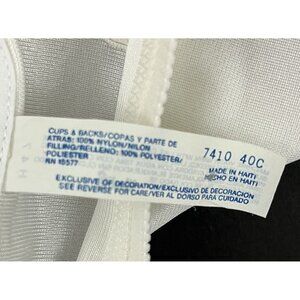 CUPS & BACKS/COPAS Y PARTE DE
ATRAS: 100% NYLON/NILON
FILLING/RELLENO: 100% POLYESTER/
POLIESTER
RN 15577
7410 40C
MADE IN HAITI
HECHO EN HAITI
EXCLUSIVE OF DECORATION/EXCLUSIVO DE DECORACION
SEE REVERSE FOR CARE/VER AL DORSO PARA CUIDADO